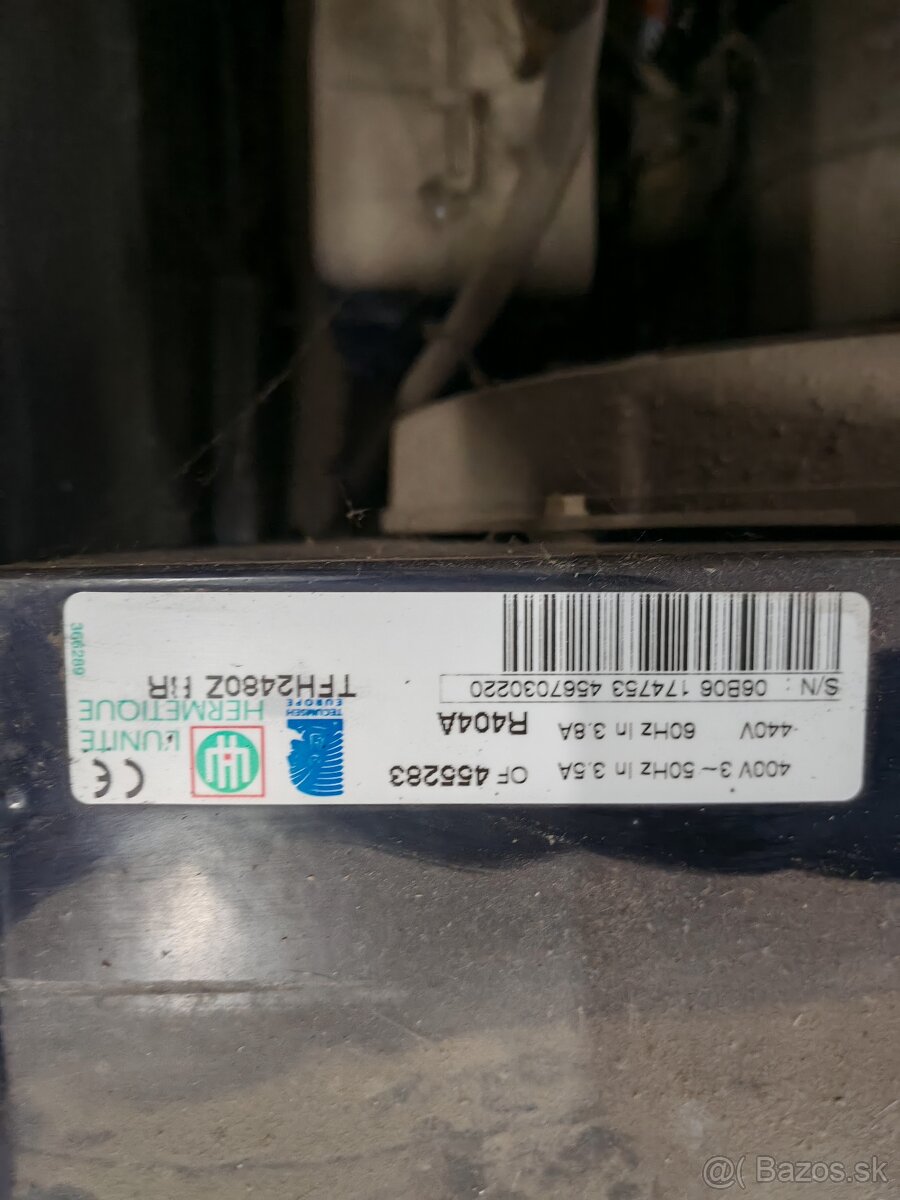 CE
L'UNITE
HERMETIQUE
TECUMSEH
EUROPE
OF 455283
400V 3~ 50Hz In 3.5A
R404A
440V 60Hz In 3.8A
TFH2480Z HR
S/N : 06B06 174753 4567030220
366289
@( Bazos.sk